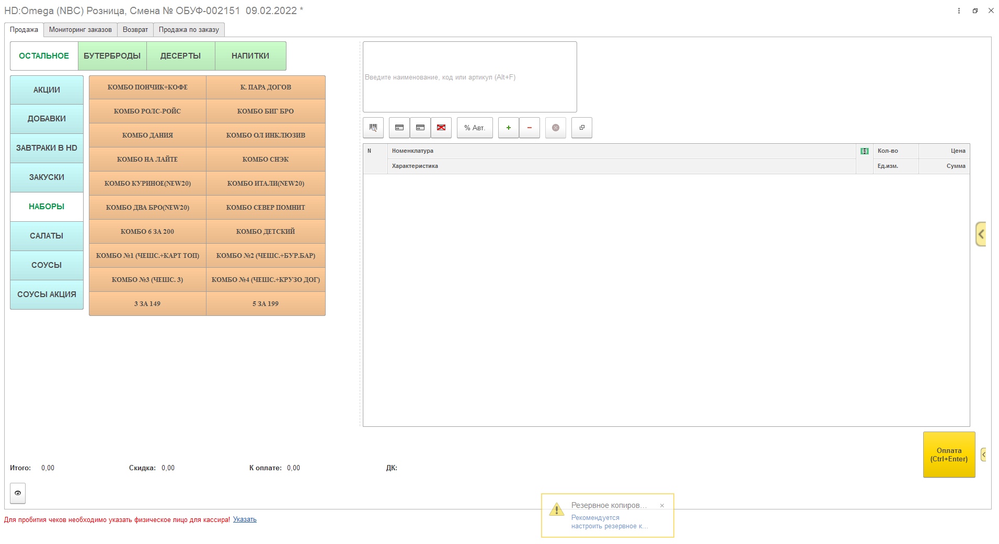 HD:Omega (NBC) Розница, Смена № ОБУФ-002151 09.02.2022 *
Продажа
Мониторинг заказов
Возврат
Продажа по заказу
ОСТАЛЬНОЕ
БУТЕРБРОДЫ
ДЕСЕРТЫ
НАПИТКИ
АКЦИИ
ДОБАВКИ
ЗАВТРАКИ В HD
ЗАКУСКИ
НАБОРЫ
САЛАТЫ
СОУСЫ
СОУСЫ АКЦИЯ
КОМБО ПОНЧИК+КОФЕ
К. ПАРА ДОГОВ
КОМБО РОЛС-РОЙС
КОМБО БИГ БРО
КОМБО ДАНИЯ
КОМБО ОЛ ИНКЛЮЗИВ
КОМБО НА ЛАЙТЕ
КОМБО СНЭК
КОМБО КУРИНОЕ(NEW20)
КОМБО ИТАЛИ(NEW20)
КОМБО ДВА БРО(NEW20)
КОМБО СЕВЕР ПОМНИТ
КОМБО 6 ЗА 200
КОМБО ДЕТСКИЙ
КОМБО №1 (ЧЕШС.+КАРТ ТОП)
КОМБО №2 (ЧЕШС.+БУР.БАР)
КОМБО №3 (ЧЕШС. 3)
КОМБО №4 (ЧЕШС.+КРУЗО ДОГ)
3 ЗА 149
5 ЗА 199
Введите наименование, код или артикул (Alt+F)
% Авт.
N
Номенклатура
Кол-во
Цена
Характеристика
Ед.изм.
Сумма
Оплата
(Ctrl+Enter)
Итого: 0,00
Скидка: 0,00
К оплате: 0,00
ДК:
Резервное копиров...
Рекомендуется
настроить резервное к...
Для пробития чеков необходимо указать физическое лицо для кассира! Указать